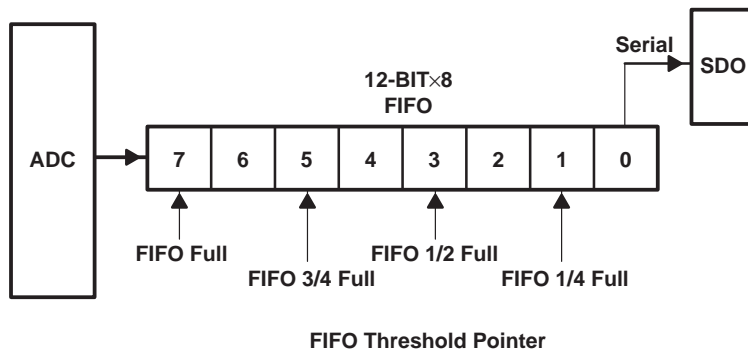 Serial
SDO
12-BIT×8
FIFO
ADC
7 6 5 4 3 2 1 0
FIFO Full
FIFO 1/2 Full
FIFO 3/4 Full
FIFO 1/4 Full
FIFO Threshold Pointer